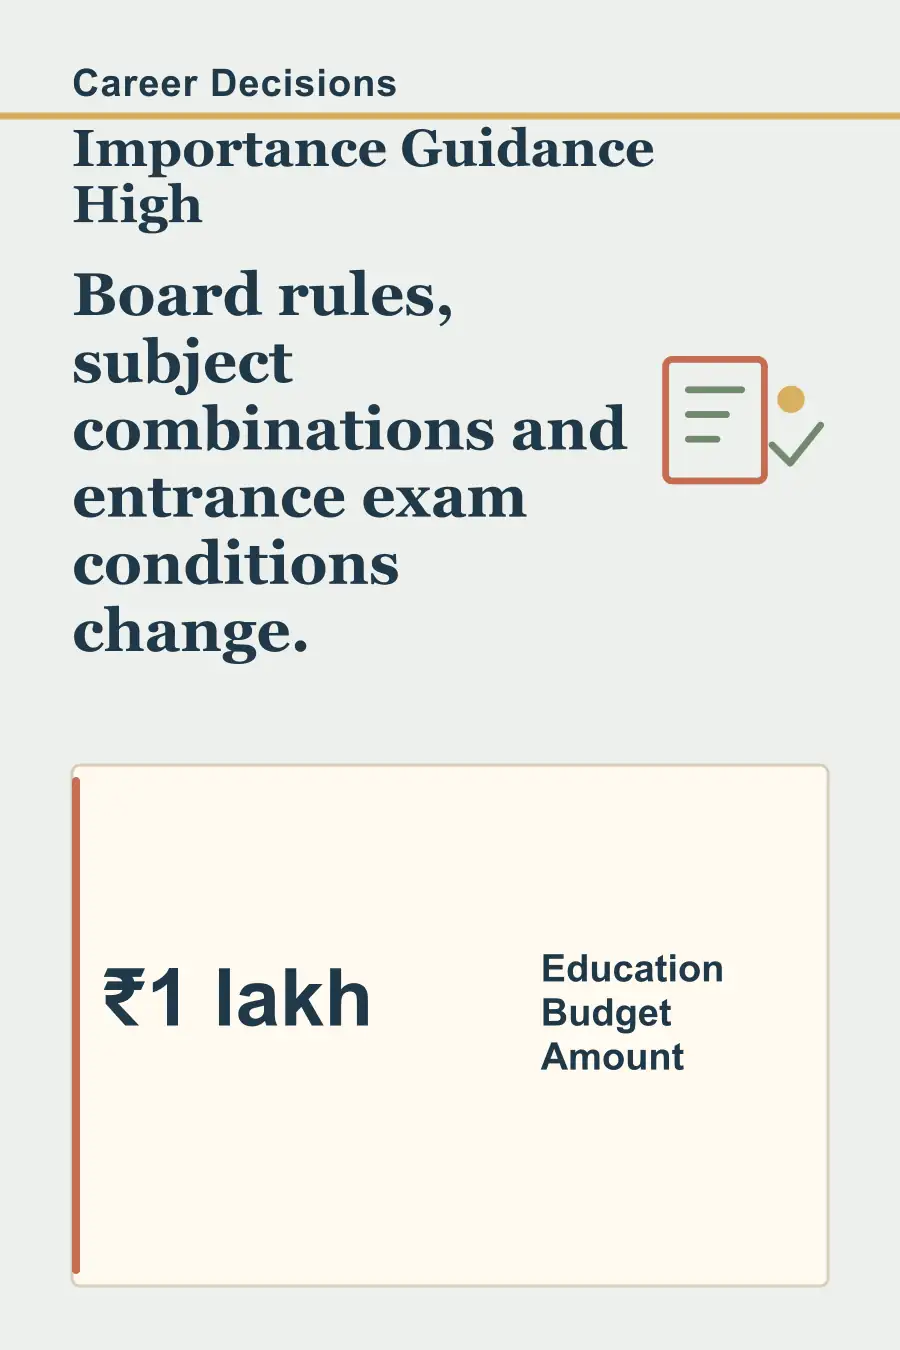 Career Decisions
Importance Guidance
High
Board rules,
subject
combinations and
entrance exam
conditions
change.
₹1 lakh
Education
Budget
Amount